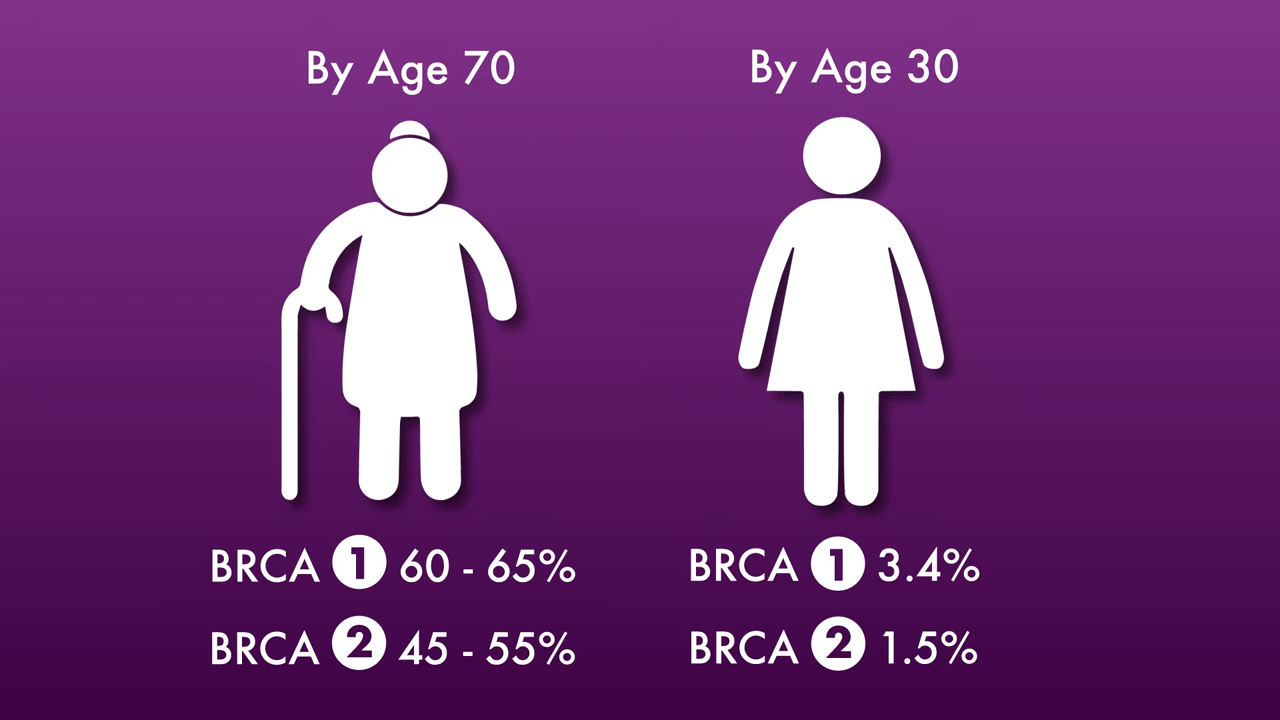 By Age 70
BRCA 1 60 - 65%
BRCA 2 45 - 55%
By Age 30
BRCA 1 3.4%
BRCA 2 1.5%